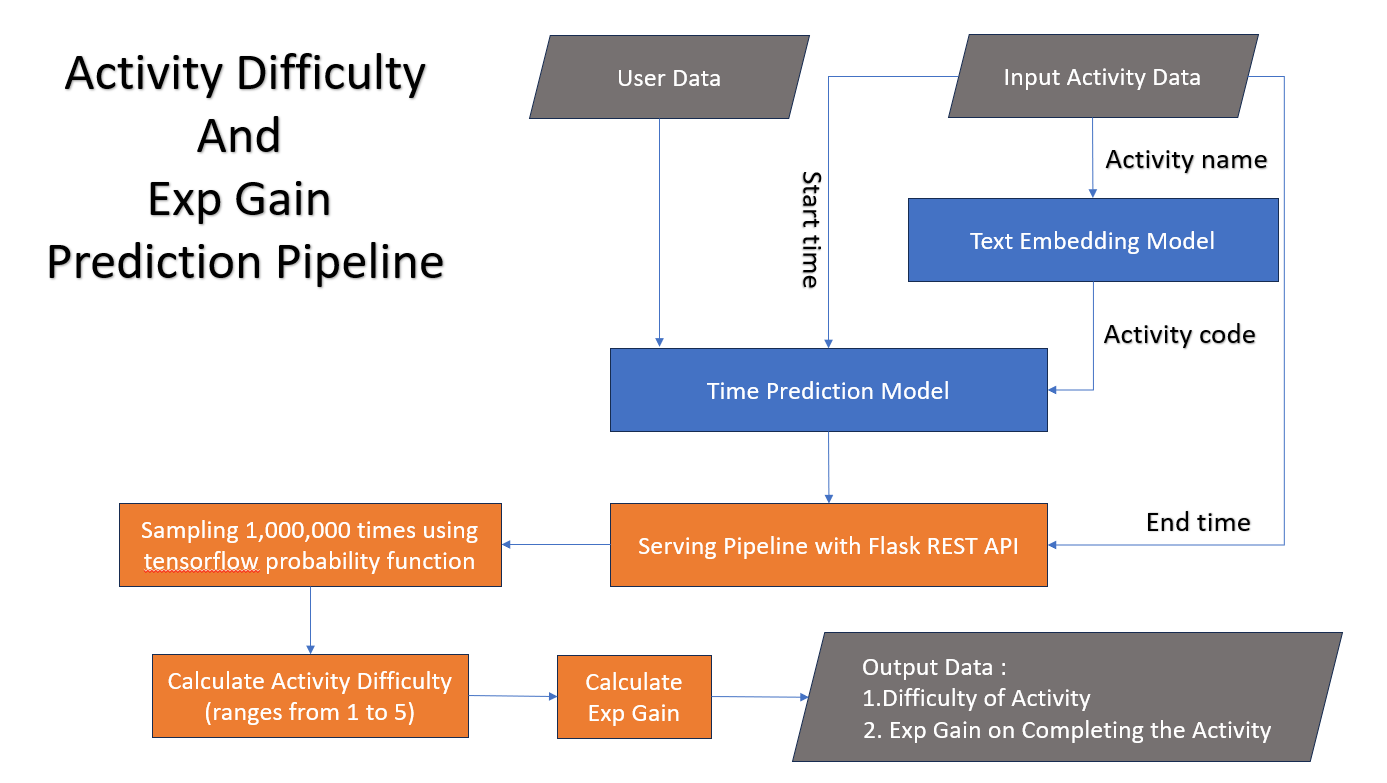 Activity Difficulty
And
Exp Gain
Prediction Pipeline
User Data
Input Activity Data
Activity name
Start time
Text Embedding Model
Activity code
Time Prediction Model
End time
Serving Pipeline with Flask REST API
Sampling 1,000,000 times using
tensorflow probability function
Calculate Activity Difficulty
(ranges from 1 to 5)
Calculate
Exp Gain
Output Data :
1.Difficulty of Activity
2. Exp Gain on Completing the Activity